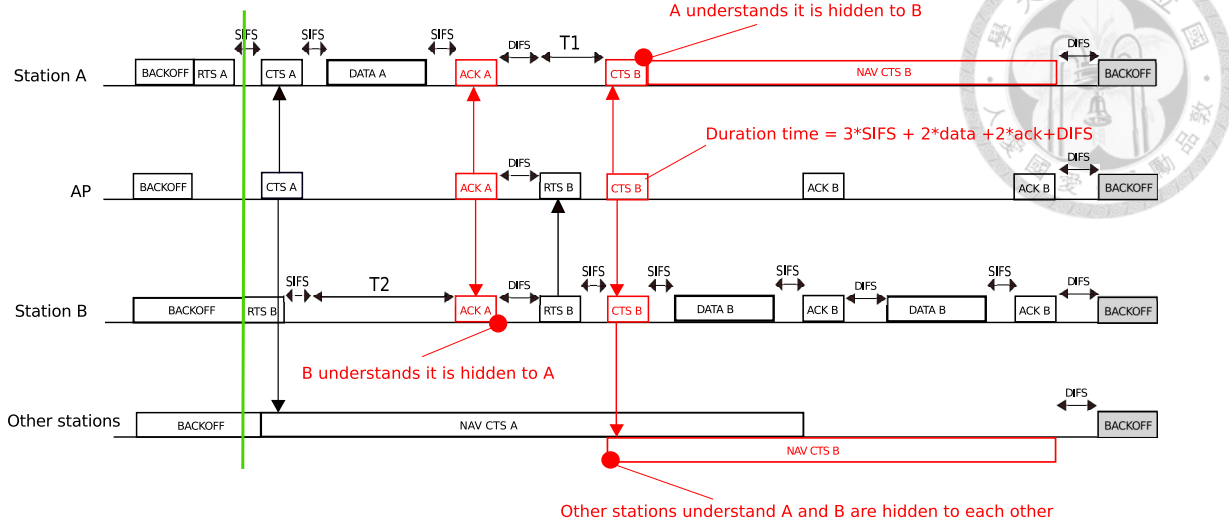 A understands it is hidden to B
SIFS
SIFS
SIFS
DIFS
T1
DIFS
Station A
BACKOFF
RTS A
CTS A
DATA A
ACK A
CTS B
NAV CTS B
BACKOFF
Duration time = 3*SIFS + 2*data +2*ack+DIFS
DIFS
DIFS
AP
BACKOFF
CTS A
ACK A
RTS B
CTS B
ACK B
ACK B
BACKOFF
SIFS
T2
DIFS
SIFS
SIFS
SIFS
DIFS
SIFS
DIFS
Station B
BACKOFF
RTS B
ACK A
RTS B
CTS B
DATA B
ACK B
DATA B
ACK B
BACKOFF
B understands it is hidden to A
DIFS
Other stations
BACKOFF
NAV CTS A
BACKOFF
NAV CTS B
Other stations understand A and B are hidden to each other